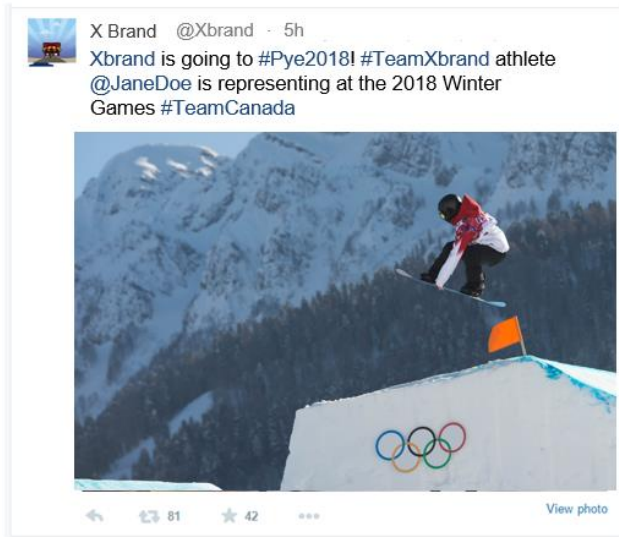 X Brand @Xbrand · 5h
Xbrand is going to #Pye2018! #TeamXbrand athlete
@JaneDoe is representing at the 2018 Winter
Games #TeamCanada
81 42
View photo